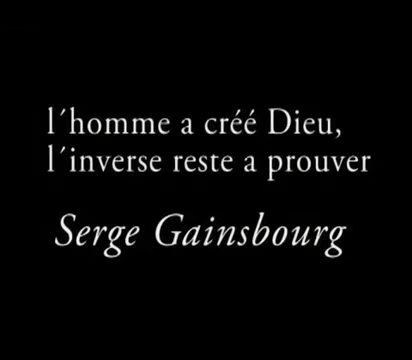 l´homme a créé Dieu,
l´inverse reste a prouver
Serge Gainsbourg